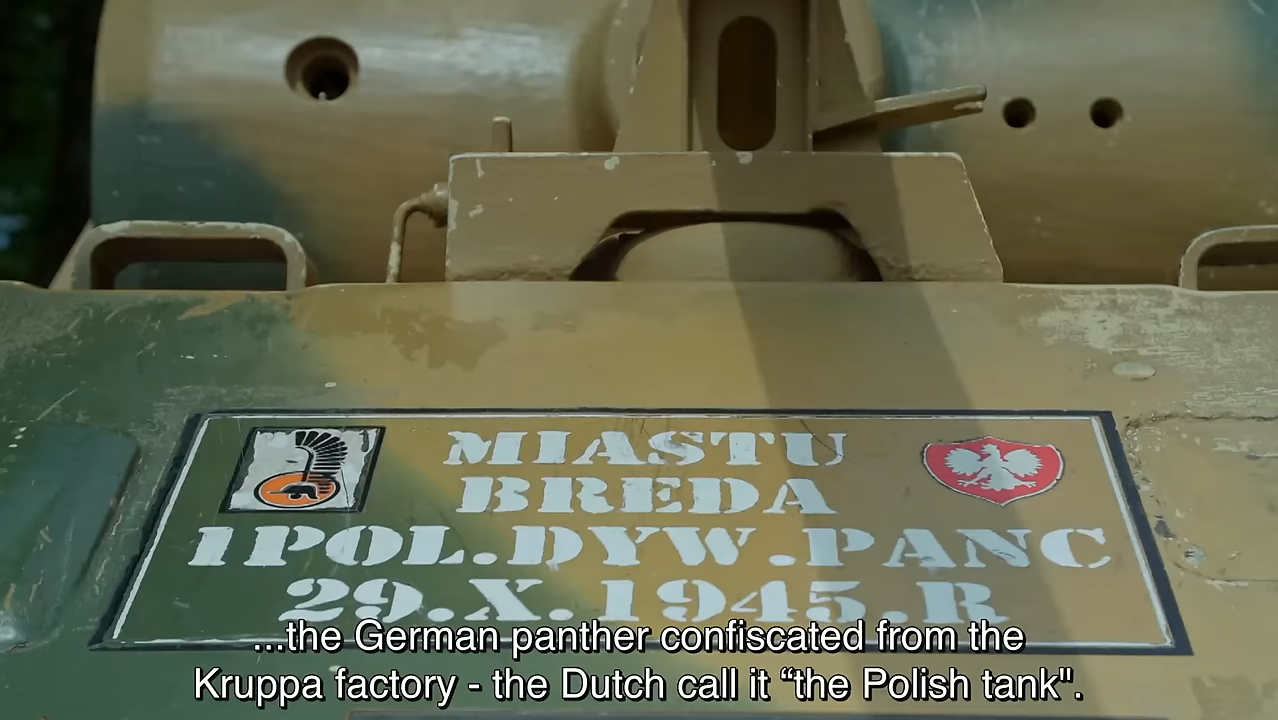 MIASTU
BREDA
1POL.DYW.PANC
29.X.1945.R
...the German panther confiscated from the
Kruppa factory - the Dutch call it “the Polish tank".